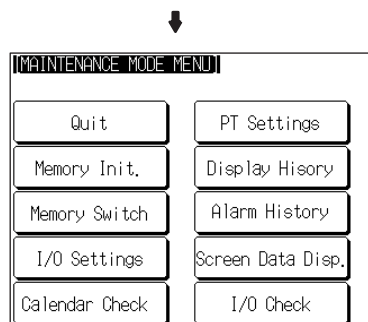 [MAINTENANCE MODE MENU]
Quit
PT Settings
Memory Init.
Display Hisory
Memory Switch
Alarm History
I/O Settings
Screen Data Disp.
Calendar Check
I/O Check